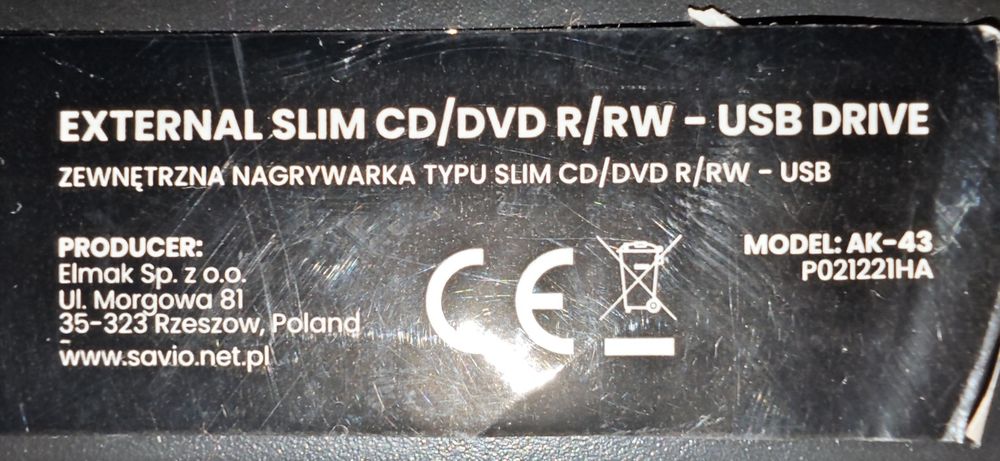 EXTERNAL SLIM CD/DVD R/RW - USB DRIVE
ZEWNĘTRZNA NAGRYWARKA TYPU SLIM CD/DVD R/RW - USB
PRODUCER:
Elmak Sp. z o.o.
Ul. Morgowa 81
35-323 Rzeszow, Poland
-
www.savio.net.pl
CE
MODEL: AK-43
P021221HA